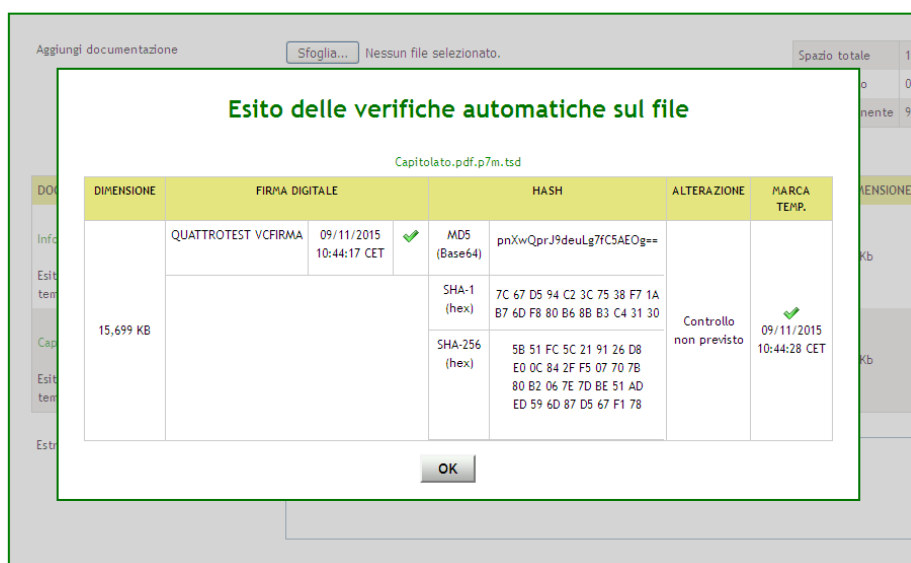 Aggiungi documentazione
Sfoglia... Nessun file selezionato.
Spazio totale
Esito delle verifiche automatiche sul file
Capitolato.pdf.p7m.tsd
DIMENSIONE FIRMA DIGITALE HASH ALTERAZIONE MARCA
TEMP.
QUATTROTEST VCFIRMA 09/11/2015
10:44:17 CET
MD5
(Base64)
pnXwQprJ9deuLg7fC5AEOg==
15,699 KB
SHA-1
(hex)
7C 67 D5 94 C2 3C 75 38 F7 1A
B7 6D F8 80 B6 8B B3 C4 31 30
SHA-256
(hex)
5B 51 FC 5C 21 91 26 D8
E0 0C 84 2F F5 07 70 7B
80 B2 06 7E 7D BE 51 AD
ED 59 6D 87 D5 67 F1 78
Controllo
non previsto
09/11/2015
10:44:28 CET
Kb
Kb
OK